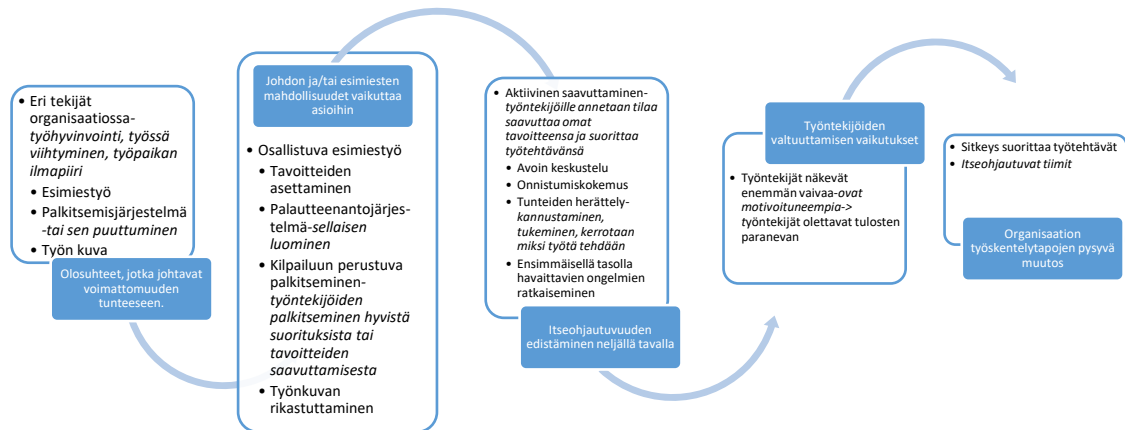 • Eri tekijät
organisaatiossa-
työhyvinvointi, työssä
viihtyminen, työpaikan
ilmapiiri
• Esimiestyö
• Palkitsemisjärjestelmä
-tai sen puuttuminen
• Työn kuva
Olosuhteet, jotka johtavat
voimattomuuden
tunteeseen.
Johdon ja/tai esimiesten
mahdollisuudet vaikuttaa
asioihin
• Osallistuva esimiestyö
• Tavoitteiden
asettaminen
• Palautteenantojärjes-
telmä-sellaisen
luominen
• Kilpailuun perustuva
palkitseminen-
työntekijöiden
palkitseminen hyvistä
suorituksista tai
tavoitteiden
saavuttamisesta
• Työnkuvan
rikastuttaminen
• Aktiivinen saavuttaminen-
työntekijöille annetaan tilaa
saavuttaa omat
tavoitteensa ja suorittaa
työtehtävänsä
• Avoin keskustelu
• Onnistumiskokemus
• Tunteiden herättely-
kannustaminen,
tukeminen, kerrotaan
miksi työtä tehdään
• Ensimmäisellä tasolla
havaittavien ongelmien
ratkaiseminen
Itseohjautuvuuden
edistäminen neljällä tavalla
Työntekijöiden
valtuuttamisen vaikutukset
• Työntekijät näkevät
enemmän vaivaa-ovat
motivoituneempia->
työntekijät olettavat tulosten
paranevan
• Sitkeys suorittaa työtehtävät
• Itseohjautuvat tiimit
Organisaation
työskentelytapojen pysyvä
muutos